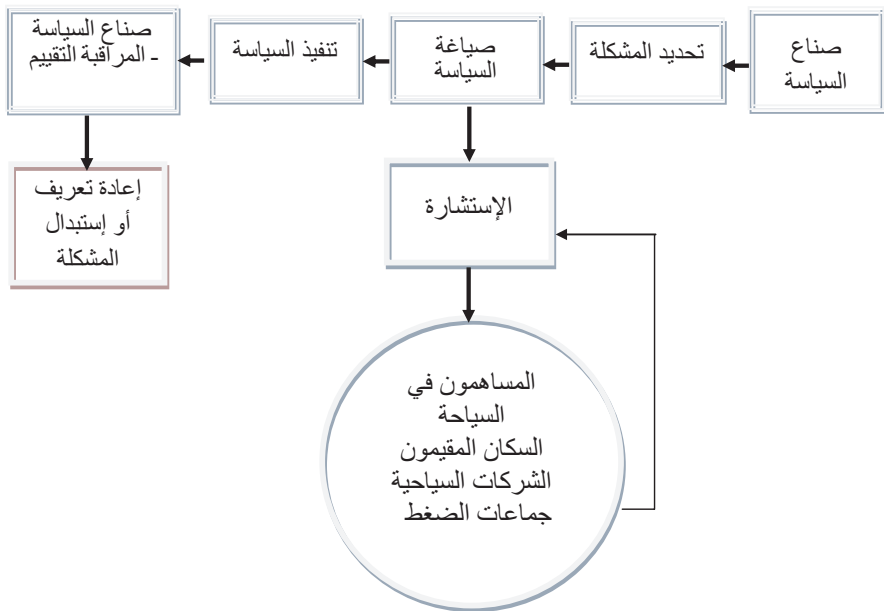 صناع
السياسة
تحديد المشكلة
صياغة
السياسة
تنفيذ السياسة
صناع السياسة
- المراقبة التقييم
إعادة تعريف
أو إستبدال
المشكلة
الإستشارة
المساهمون في
السياحة
السكان المقيمون
الشركات السياحية
جماعات الضغط